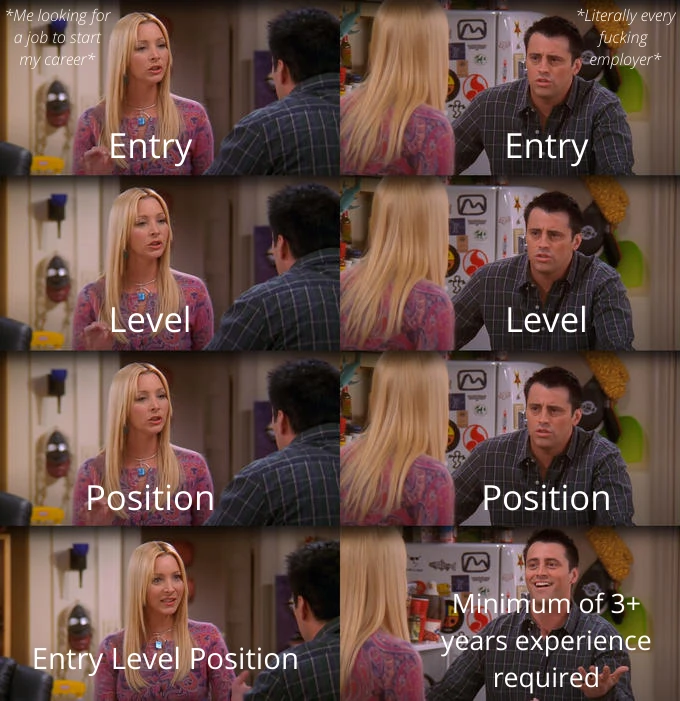 *Me looking for
a job to start
my career*
*Literally every
fucking
employer*
Entry
Entry
Level
Level
Position
Position
Entry Level Position
Minimum of 3+
years experience
required